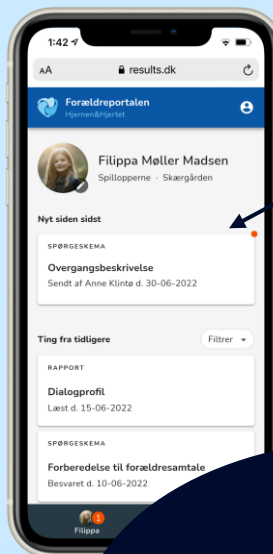 1:42
AA
results.dk
Forældreportalen
Hjernen&Hjertet
Filippa Møller Madsen
Spillopperne - Skærgården
Nyt siden sidst
SPØRGESKEMA
Overgangsbeskrivelse
Sendt af Anne Klintø d. 30-06-2022
Ting fra tidligere
Filtrer
RAPPORT
Dialogprofil
Læst d. 15-06-2022
SPØRGESKEMA
Forberedelse til forældresamtale
Besvaret d. 10-06-2022
1
Filippa